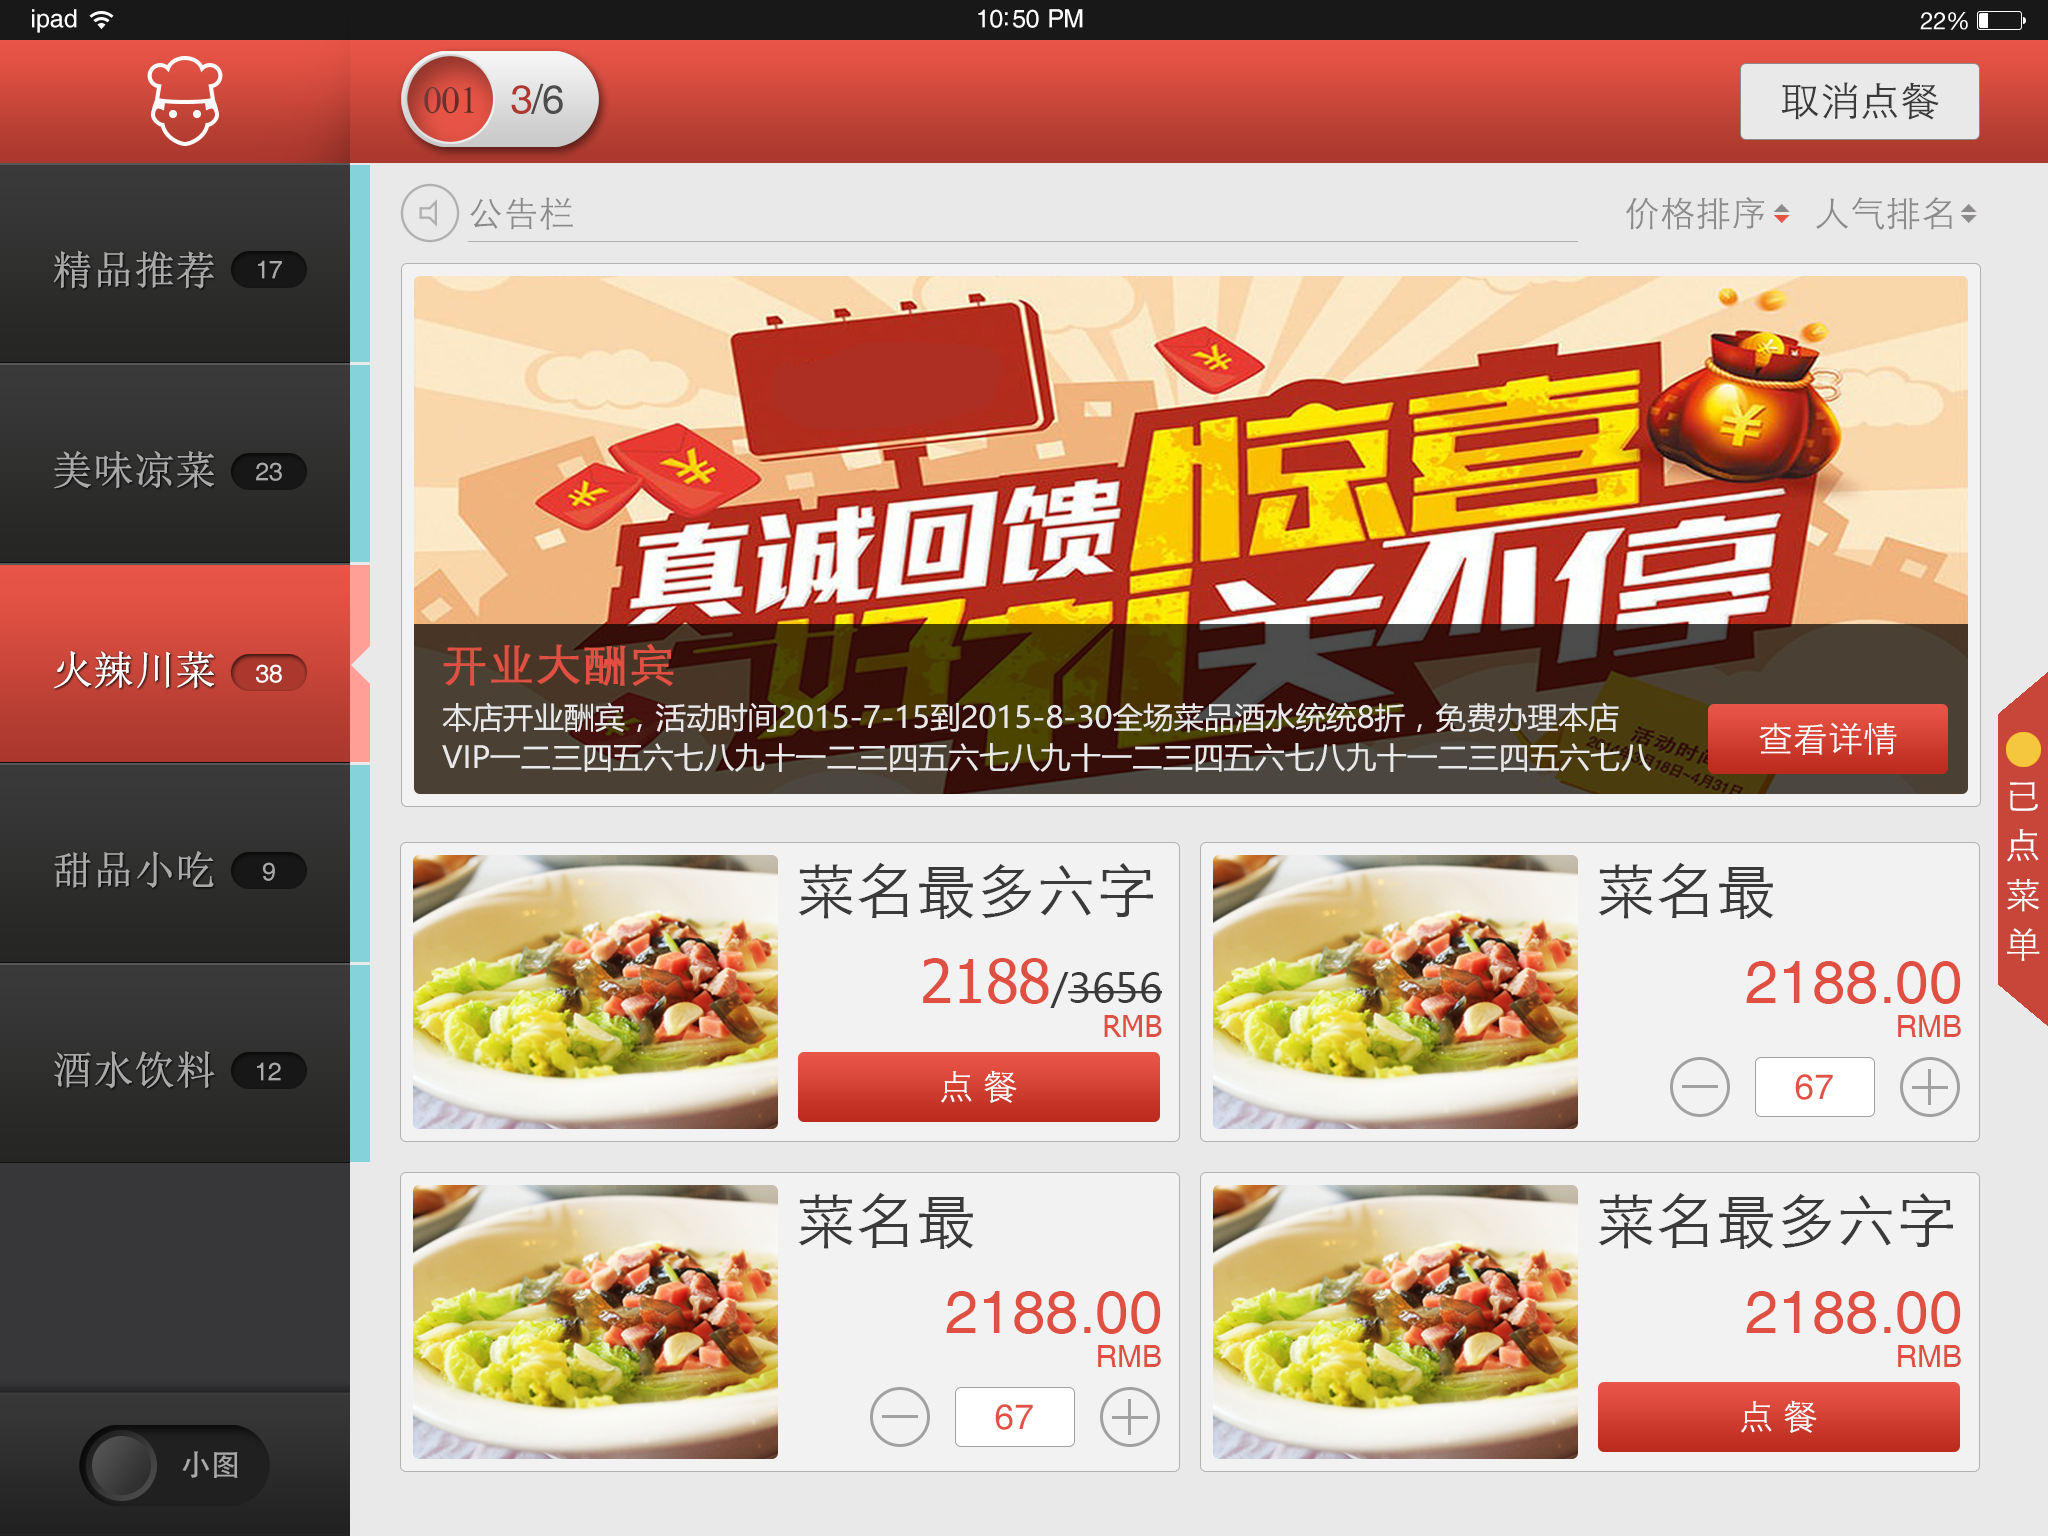 ipad
10:50 PM
22%
001 3/6
取消点餐
精品推荐 17
美味凉菜 23
火辣川菜 38
甜品小吃 9
酒水饮料 12
小图
公告栏
价格排序 人气排名
惊喜
真诚回馈
不停
开业大酬宾
本店开业酬宾，活动时间2015-7-15到2015-8-30全场菜品酒水统统8折，免费办理本店
VIP一二三四五六七八九十一二三四五六七八九十一二三四五六七八九十一二三四五六七八
查看详情
菜名最多六字
2188/3656
RMB
点 餐
菜名最
2188.00
RMB
67
菜名最
2188.00
RMB
67
菜名最多六字
2188.00
RMB
点 餐
已点菜单